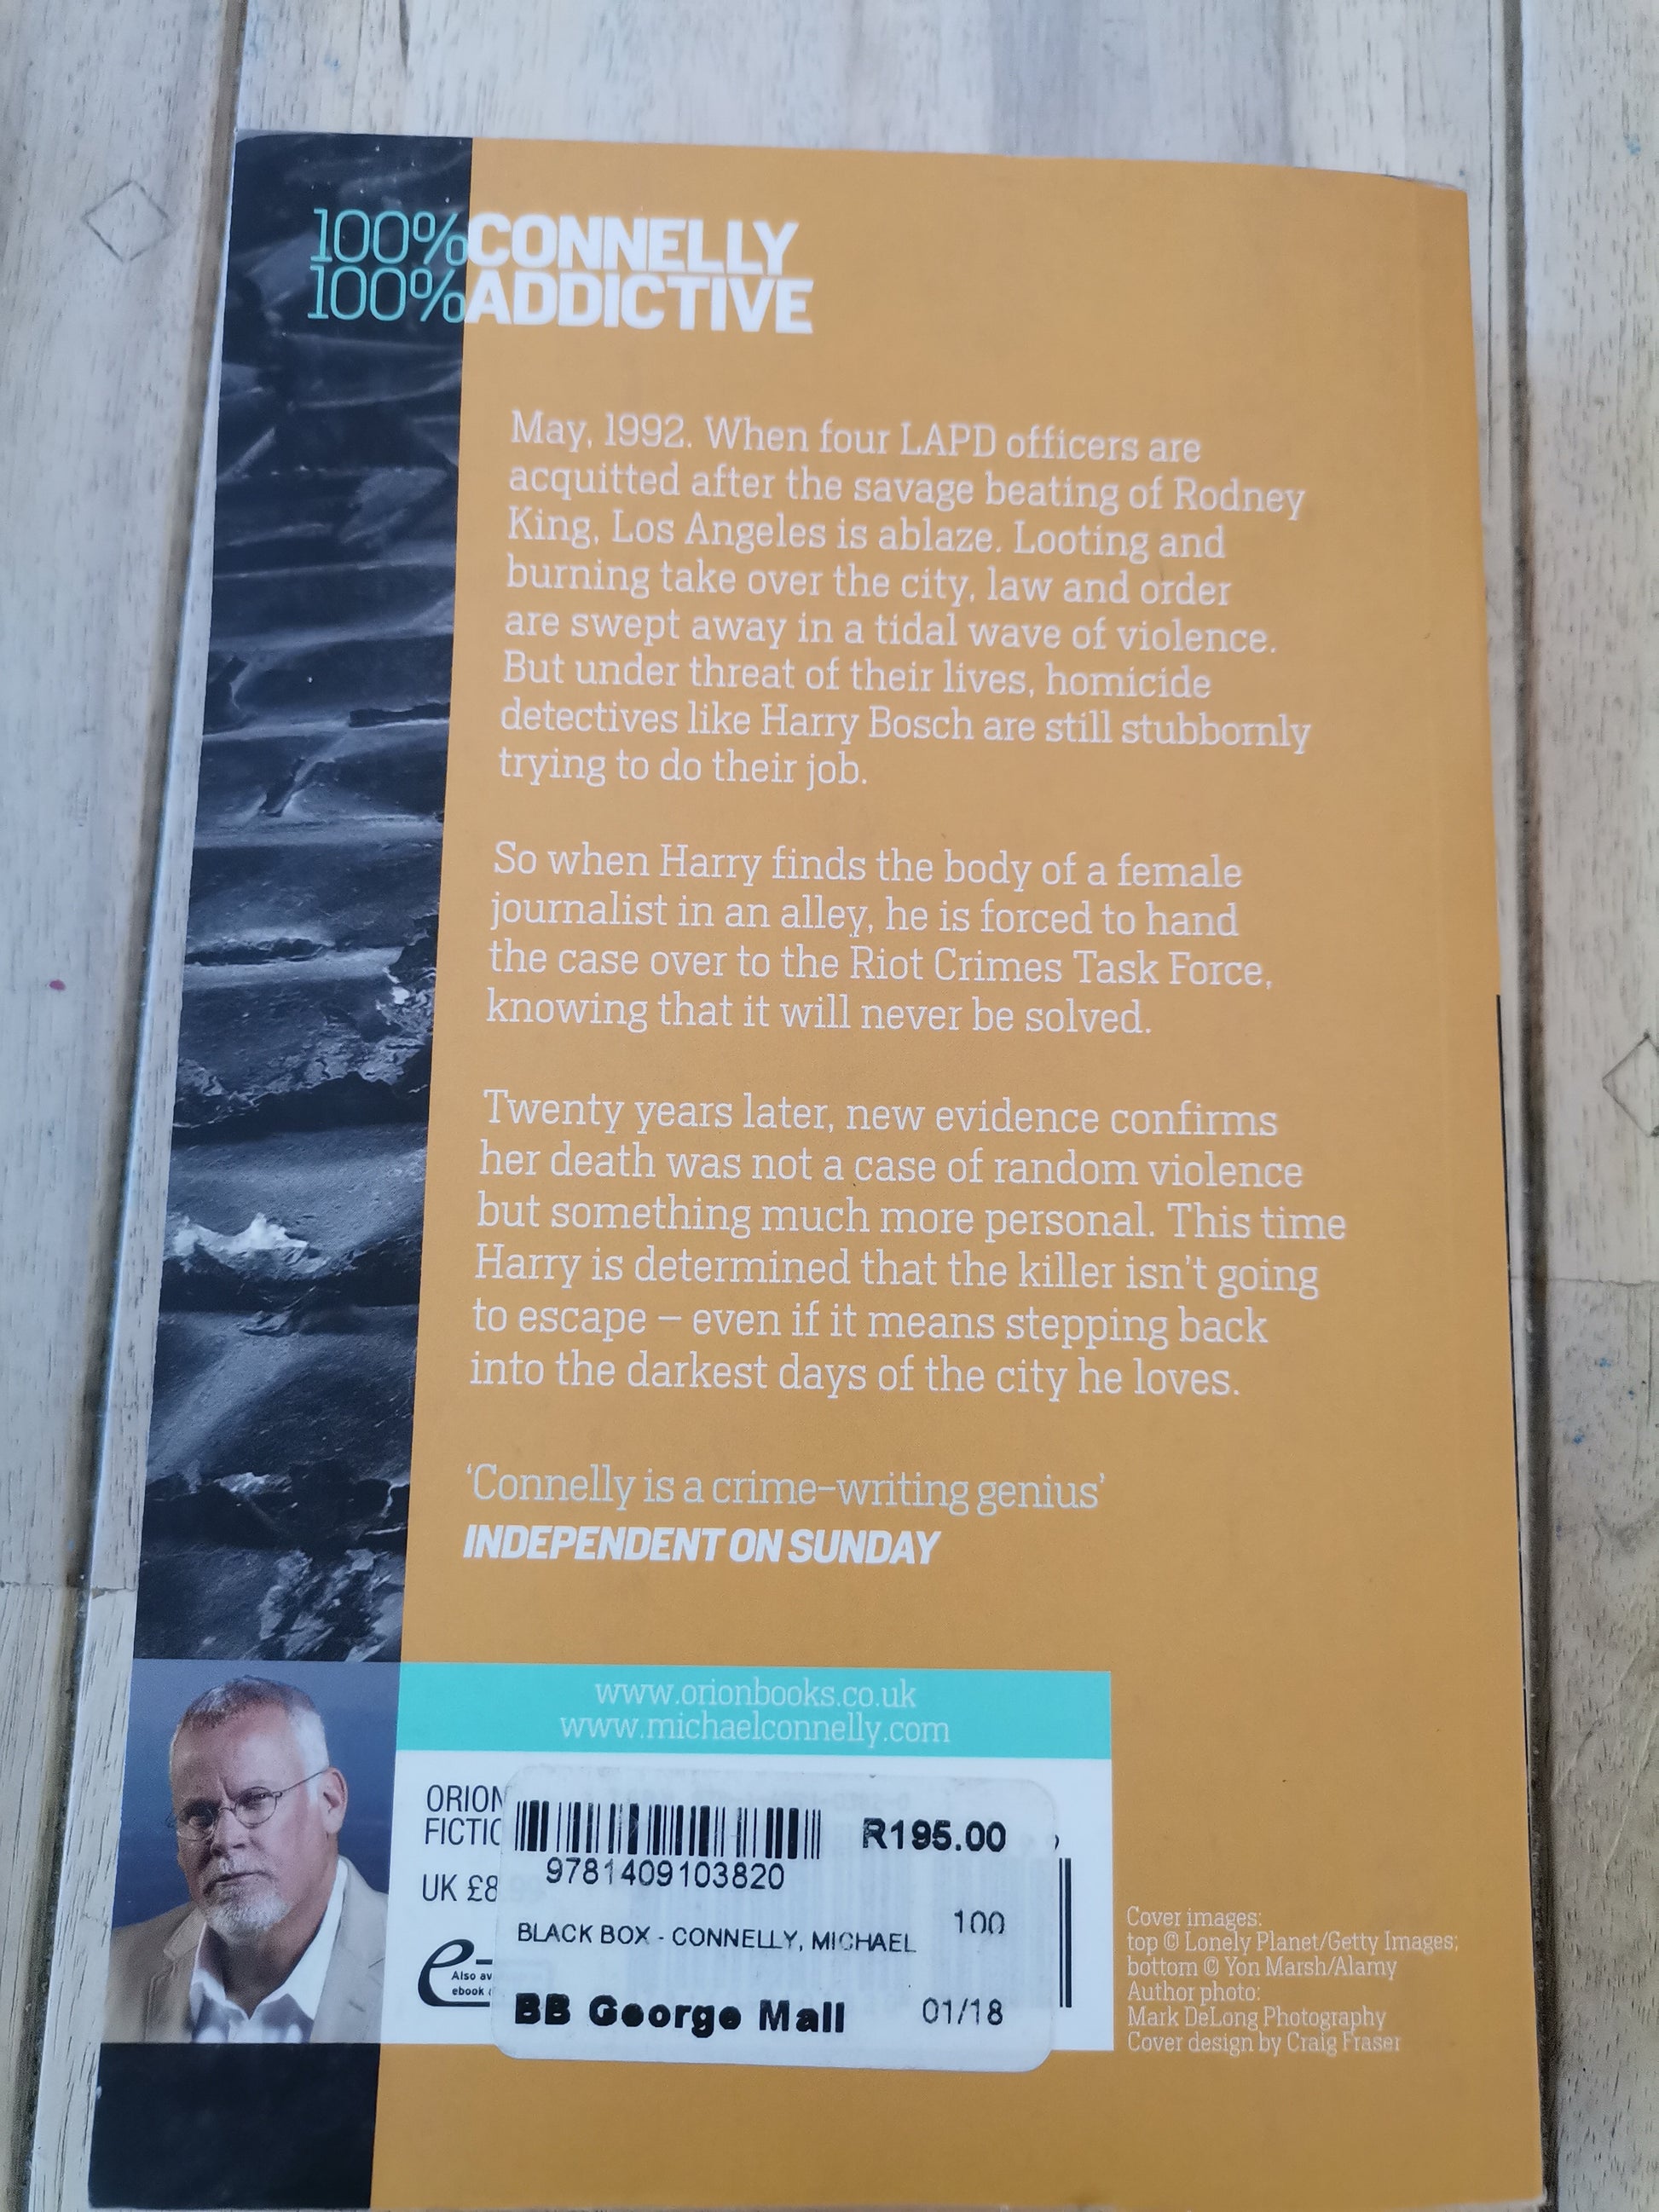 100%CONNELLY
100%ADDICTIVE
May, 1992. When four LAPD officers are
acquitted after the savage beating of Rodney
King, Los Angeles is ablaze. Looting and
burning take over the city, law and order
are swept away in a tidal wave of violence.
But under threat of their lives, homicide
detectives like Harry Bosch are still stubbornly
trying to do their job.
So when Harry finds the body of a female
journalist in an alley, he is forced to hand
the case over to the Riot Crimes Task Force,
knowing that it will never be solved.
Twenty years later, new evidence confirms
her death was not a case of random violence
but something much more personal. This time
Harry is determined that the killer isn't going
to escape – even if it means stepping back
into the darkest days of the city he loves.
'Connelly is a crime-writing genius'
INDEPENDENT ON SUNDAY
www.orionbooks.co.uk
www.michaelconnelly.com
ORION
FICTIO
UK £8
e
Also av
ebook
R195.00
9781409103820
100
BLACK BOX - CONNELLY, MICHAEL
BB George Mall 01/18
Cover images:
top © Lonely Planet/Getty Images;
bottom © Yon Marsh/Alamy
Author photo:
Mark DeLong Photography
Cover design by Craig Fraser